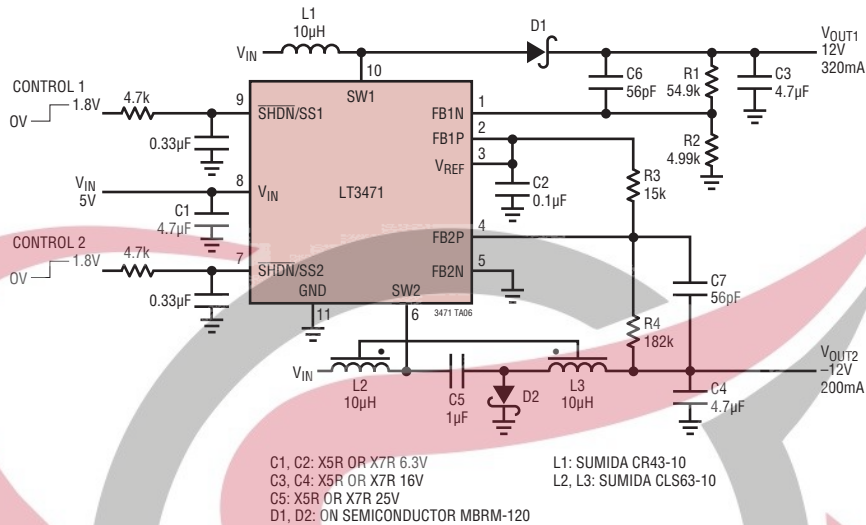 L1
10µH
D1
VIN
VOUT1
12V
320mA
CONTROL 1
1.8V
0V
4.7k
0.33µF
10
SW1
9
SHDN/SS1
1
FB1N
2
FB1P
3
VREF
C6
56pF
R1
54.9k
C3
4.7µF
R2
4.99k
VIN
5V
8
VIN
LT3471
C1
4.7µF
C2
0.1µF
R3
15k
CONTROL 2
1.8V
0V
4.7k
0.33µF
7
SHDN/SS2
4
FB2P
5
FB2N
GND
11
SW2
6
3471 TA06
C7
56pF
R4
182k
VIN
L2
10µH
C5
1µF
D2
L3
10µH
VOUT2
–12V
200mA
C4
4.7µF
C1, C2: X5R OR X7R 6.3V
C3, C4: X5R OR X7R 16V
C5: X5R OR X7R 25V
D1, D2: ON SEMICONDUCTOR MBRM-120
L1: SUMIDA CR43-10
L2, L3: SUMIDA CLS63-10